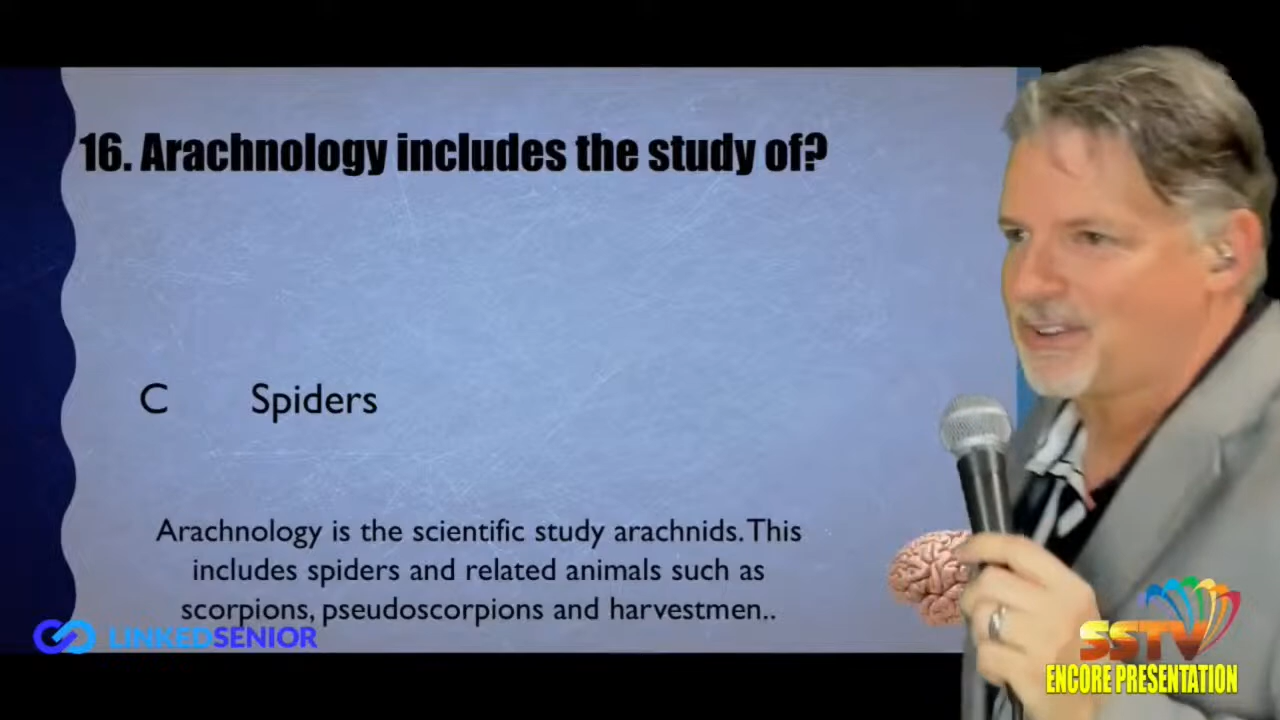 16. Arachnology includes the study of?
C Spiders
Arachnology is the scientific study arachnids. This
includes spiders and related animals such as
scorpions, pseudoscorpions and harvestmen..
LINKEDSENIOR
SSTV
ENCORE PRESENTATION